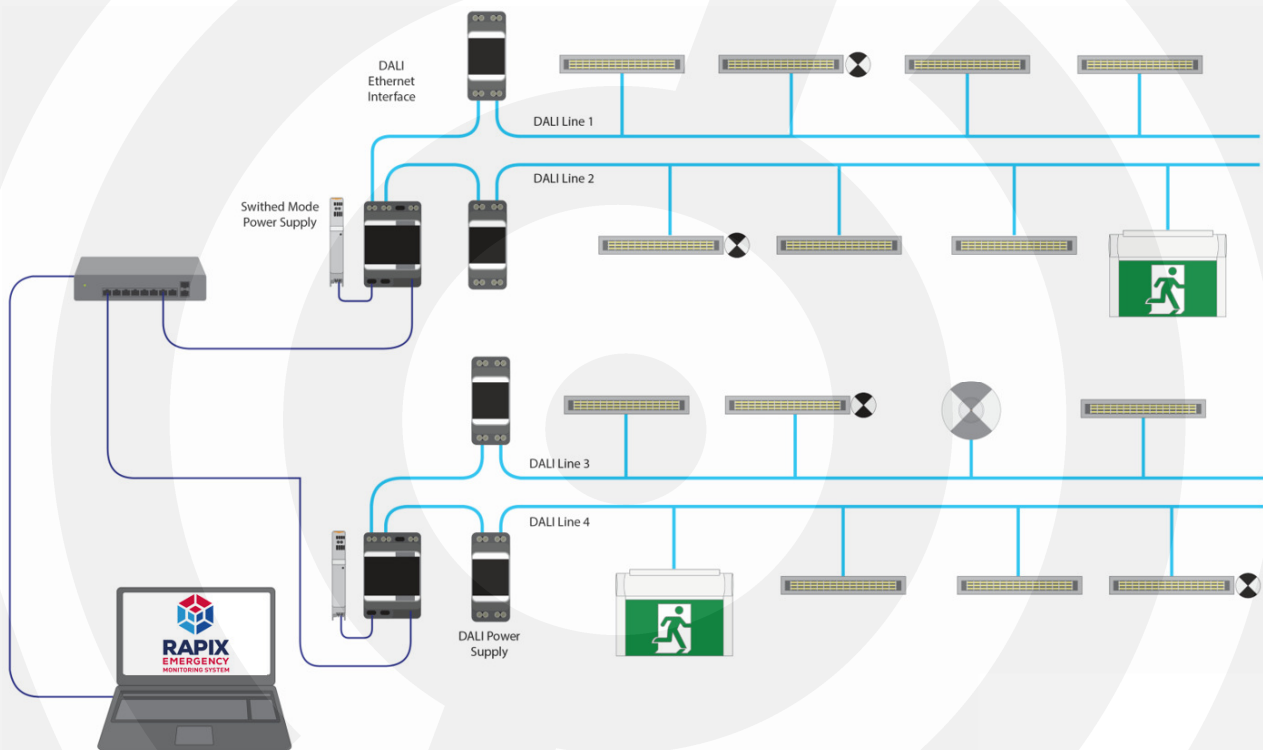 DALI
Ethernet
Interface
DALI Line 1
DALI Line 2
Swithed Mode
Power Supply
DALI Line 3
DALI Line 4
DALI Power
Supply
RAPIX
EMERGENCY
MONITORING SYSTEM